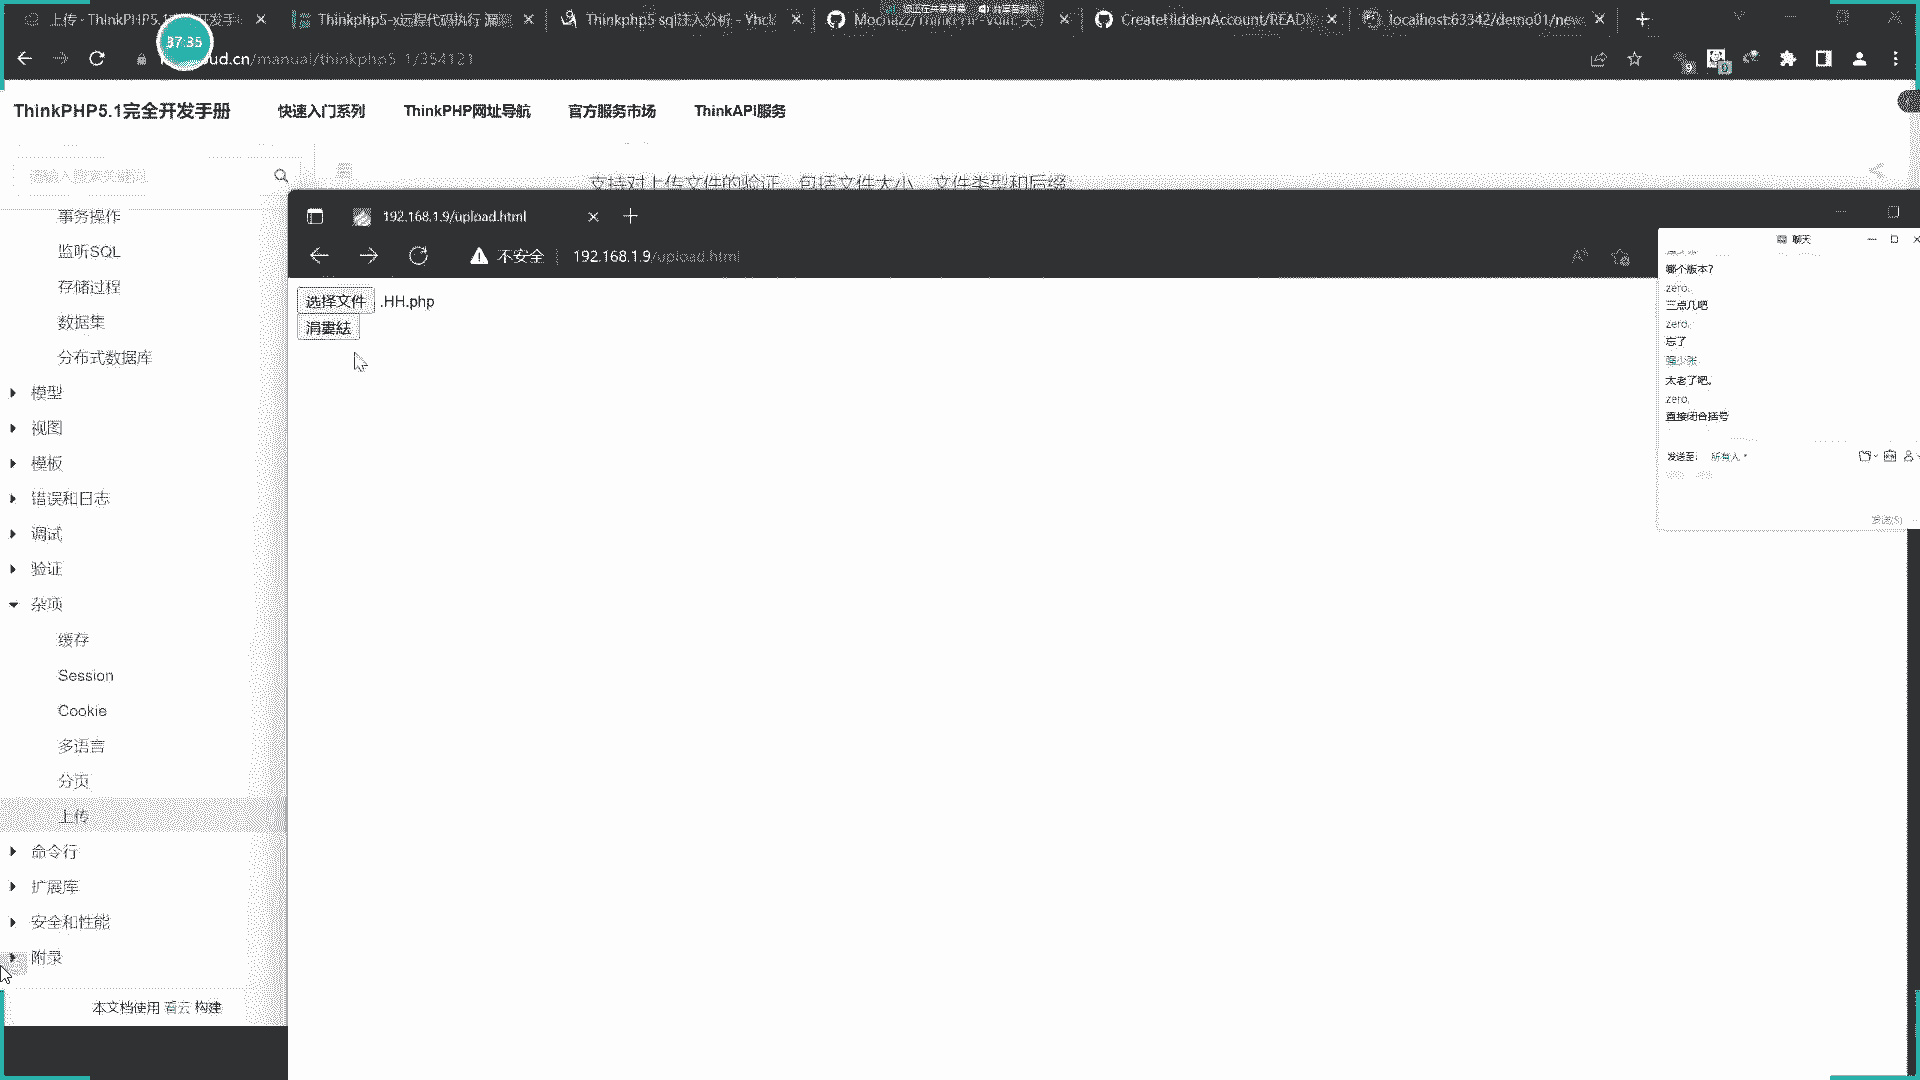 上传 · ThinkPHP5.1完全开发手
Thinkphp5-x远程代码执行 漏洞
Thinkphp5 sql注入分析 - Yhck
CreateHiddenAccount/READM
localhost:63342/demo01/new
37:35
ud.cn/manual/thinkphp5_1/354121
ThinkPHP5.1完全开发手册
快速入门系列
ThinkPHP网址导航
官方服务市场
ThinkAPI服务
请输入搜索关键词
支持对上传文件的验证，包括文件大小、文件类型和后缀
事务操作
监听SQL
存储过程
数据集
分布式数据库
模型
视图
模板
错误和日志
调试
验证
杂项
缓存
Session
Cookie
多语言
分页
上传
命令行
扩展库
安全和性能
附录
本文档使用 看云 构建
192.168.1.9/upload.html
不安全
192.168.1.9/upload.html
选择文件 .HH.php
涓婁紶
聊天
哪个版本?
zero.
三点几吧
zero.
忘了
太老了吧。
zero.
直接闭合括号
发送至: 所有人
发送(S)